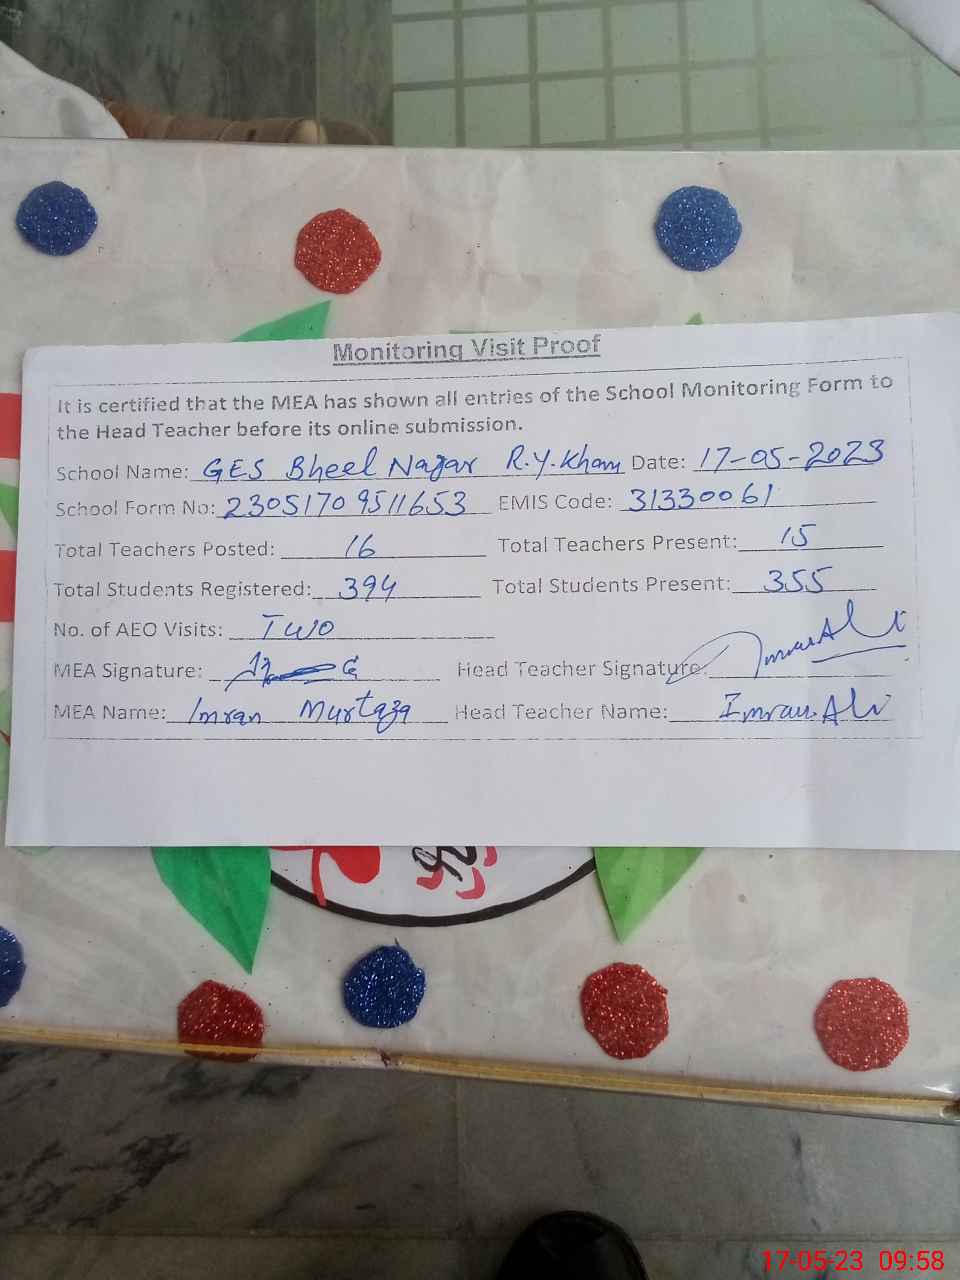 Monitoring Visit Proof
It is certified that the MEA has shown all entries of the School Monitoring Form to
the Head Teacher before its online submission.
School Name: GES Bheel Nagar R.Y.Khan Date: 17-05-2023
School Form No: 23051709511653 EMIS Code: 31330061
Total Teachers Posted: 16 Total Teachers Present: 15
Total Students Registered: 394 Total Students Present: 355
No. of AEO Visits: Two
MEA Signature: Head Teacher Signature: Imran Ali
MEA Name: Imran Murtaza Head Teacher Name: Imran Ali
17-05-23 09:58